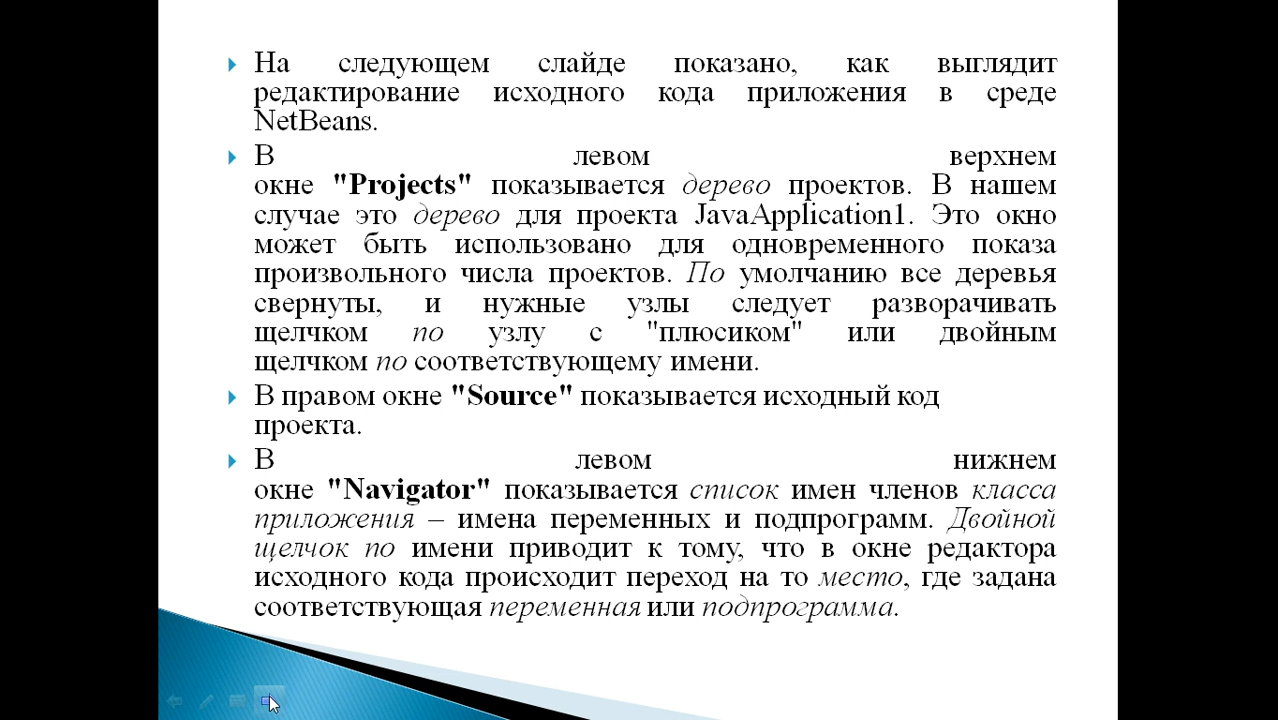 На следующем слайде показано, как выглядит
редактирование исходного кода приложения в среде
NetBeans.
В левом верхнем
окне "Projects" показывается дерево проектов. В нашем
случае это дерево для проекта JavaApplication1. Это окно
может быть использовано для одновременного показа
произвольного числа проектов. По умолчанию все деревья
свернуты, и нужные узлы следует разворачивать
щелчком по узлу с "плюсиком" или двойным
щелчком по соответствующему имени.
В правом окне "Source" показывается исходный код
проекта.
В левом нижнем
окне "Navigator" показывается список имен членов класса
приложения – имена переменных и подпрограмм. Двойной
щелчок по имени приводит к тому, что в окне редактора
исходного кода происходит переход на то место, где задана
соответствующая переменная или подпрограмма.